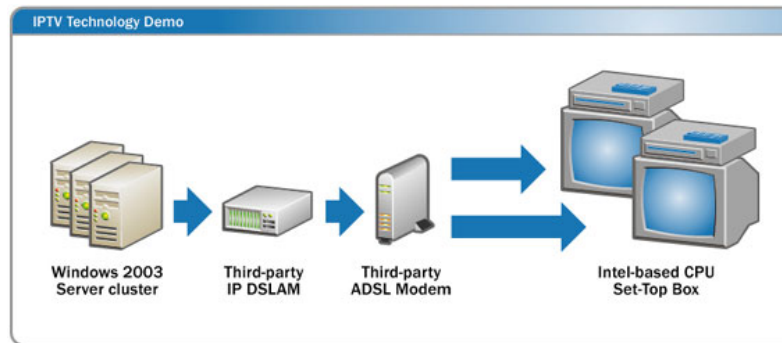 IPTV Technology Demo
Windows 2003
Server cluster
Third-party
IP DSLAM
Third-party
ADSL Modem
Intel-based CPU
Set-Top Box